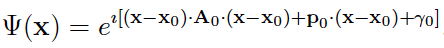 Ψ(x) = e^{ı[(x−x₀)·A₀·(x−x₀)+p₀·(x−x₀)+γ₀]}